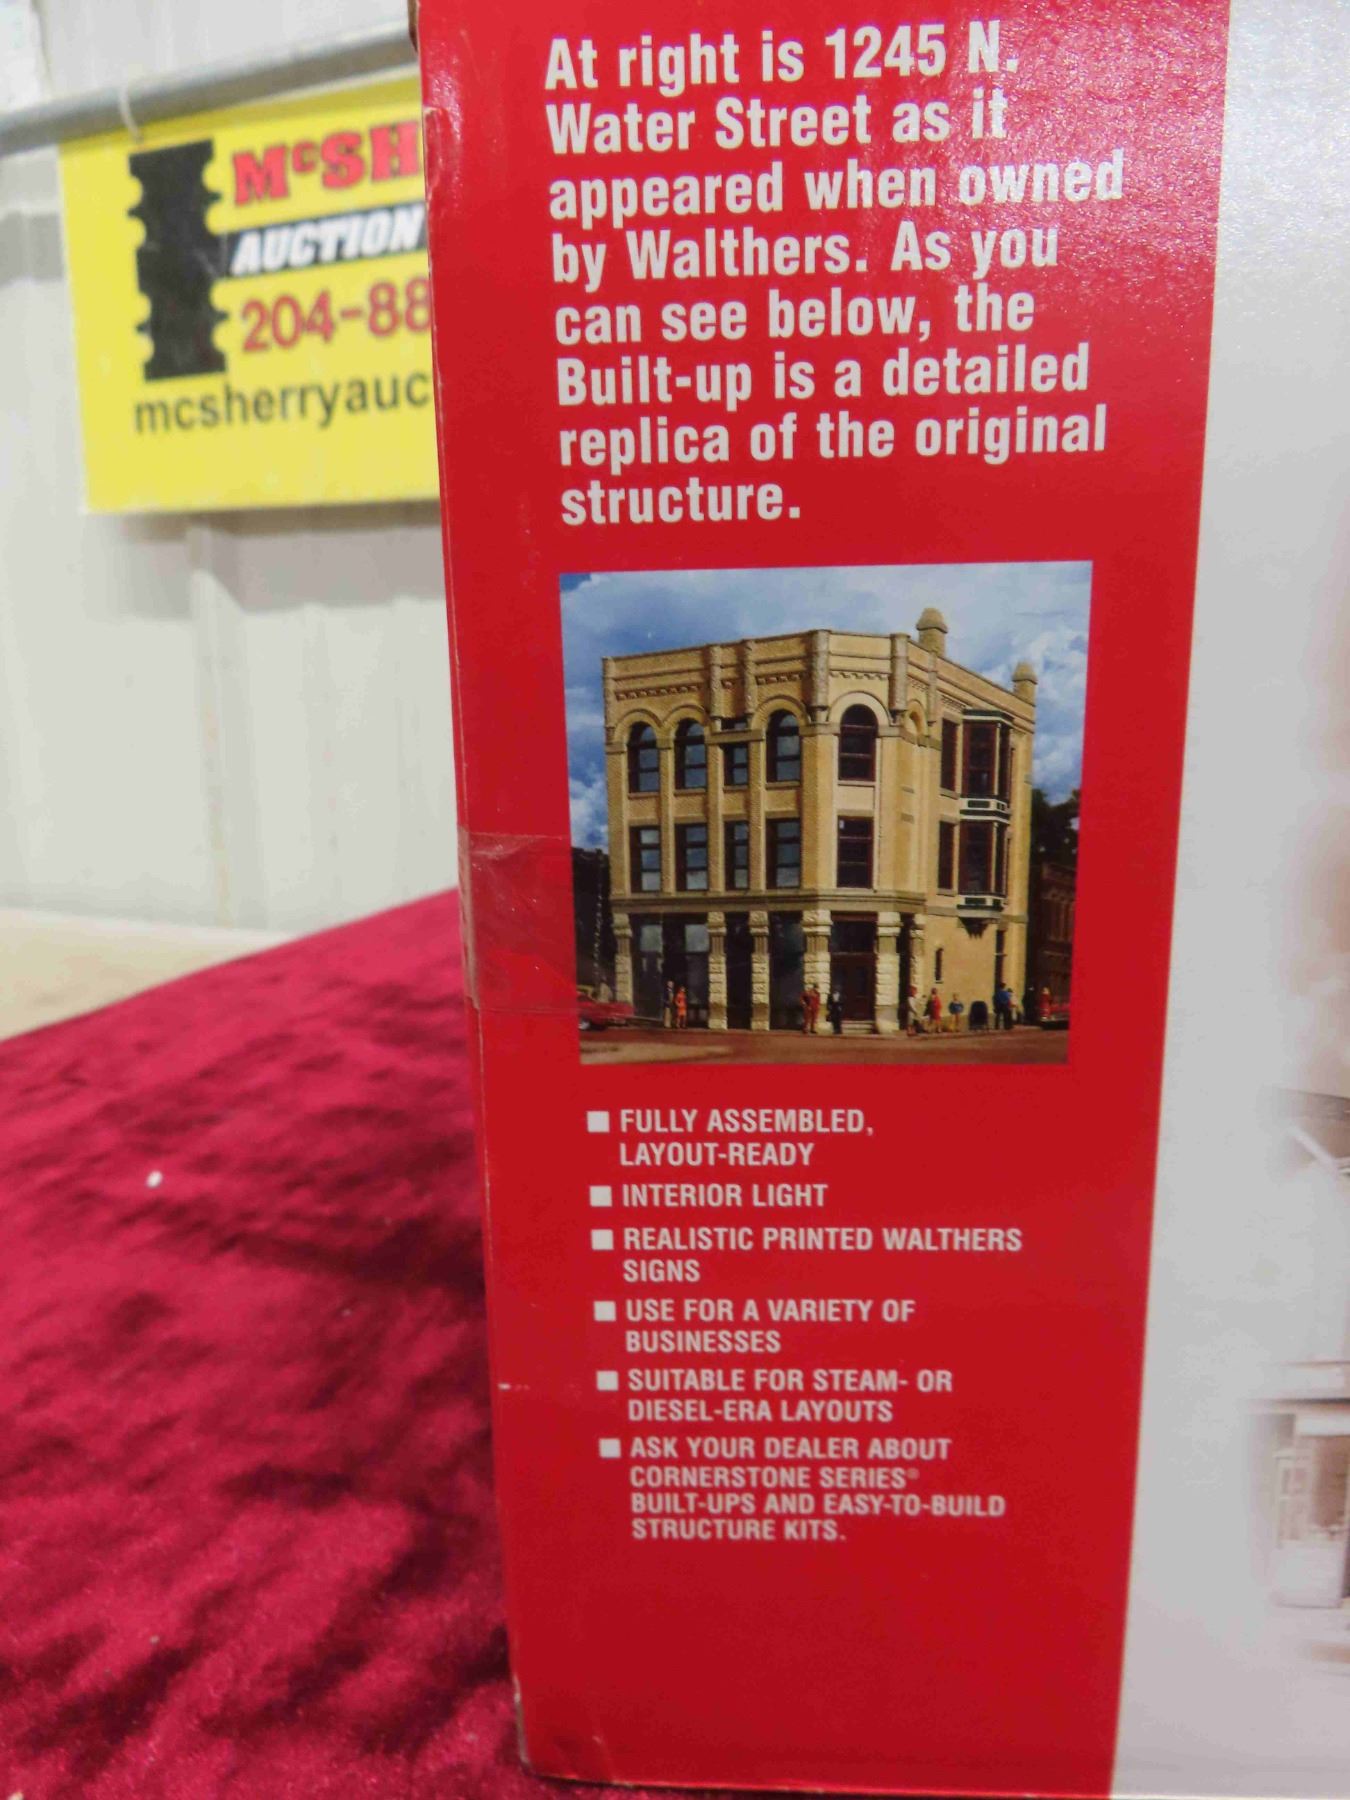 McSH
AUCTION
204-88
mcsherryauc
At right is 1245 N.
Water Street as it
appeared when owned
by Walthers. As you
can see below, the
Built-up is a detailed
replica of the original
structure.
■ FULLY ASSEMBLED,
LAYOUT-READY
■ INTERIOR LIGHT
■ REALISTIC PRINTED WALTHERS
SIGNS
■ USE FOR A VARIETY OF
BUSINESSES
■ SUITABLE FOR STEAM- OR
DIESEL-ERA LAYOUTS
■ ASK YOUR DEALER ABOUT
CORNERSTONE SERIES®
BUILT-UPS AND EASY-TO-BUILD
STRUCTURE KITS.